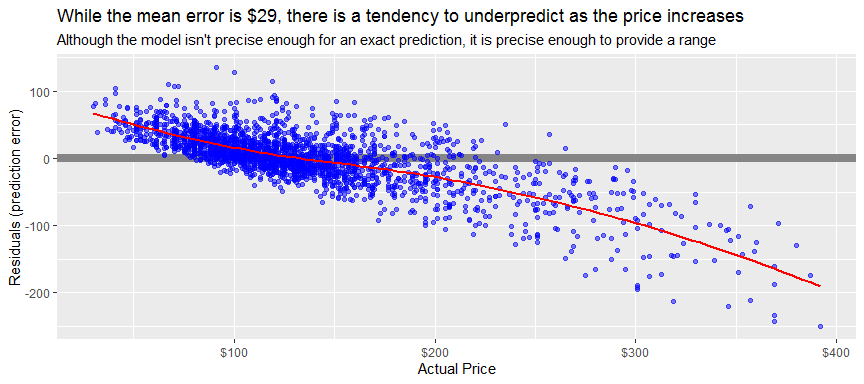 While the mean error is $29, there is a tendency to underpredict as the price increases
Although the model isn't precise enough for an exact prediction, it is precise enough to provide a range
Residuals (prediction error)
100
0
-100
-200
$100
$200
$300
$400
Actual Price